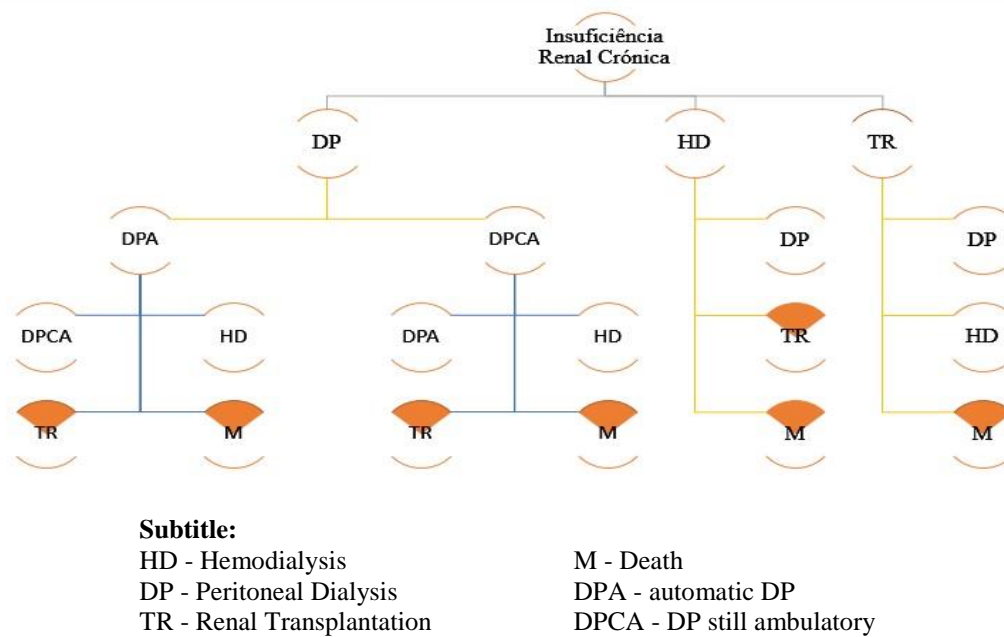 Insuficiência
Renal Crónica
DP
HD
TR
DPA
DPCA
DP
DP
DPCA
HD
DPA
HD
TR
HD
TR
M
TR
M
M
M
Subtitle:
HD - Hemodialysis
DP - Peritoneal Dialysis
TR - Renal Transplantation
M - Death
DPA - automatic DP
DPCA - DP still ambulatory